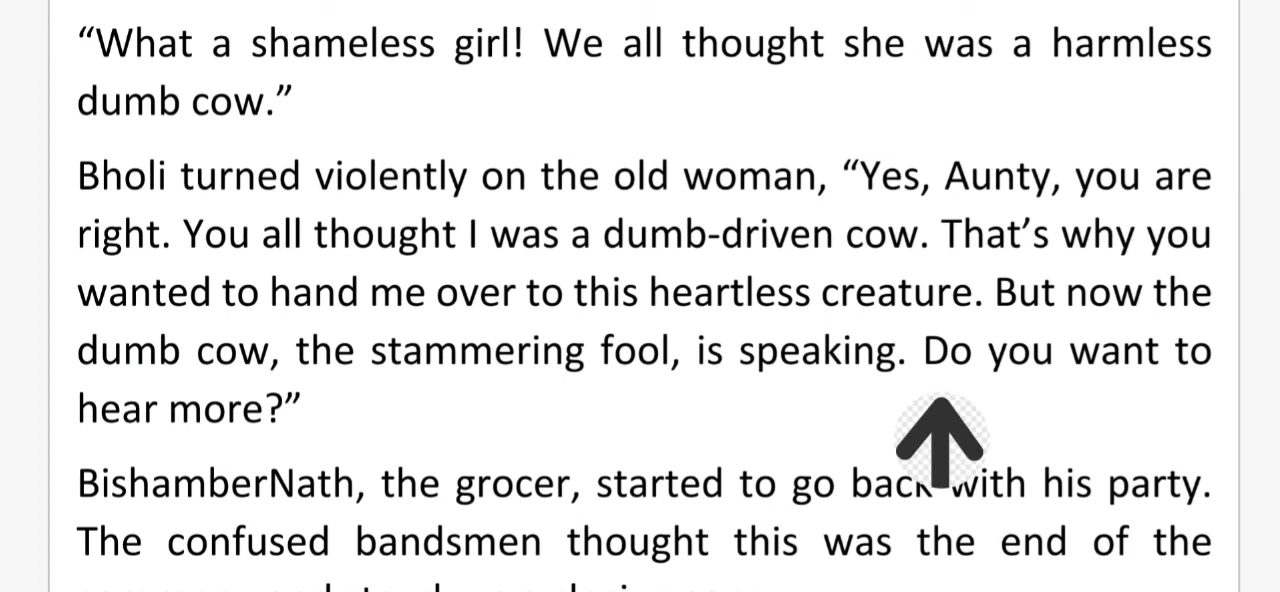 “What a shameless girl! We all thought she was a harmless
dumb cow.”
Bholi turned violently on the old woman, “Yes, Aunty, you are
right. You all thought I was a dumb-driven cow. That’s why you
wanted to hand me over to this heartless creature. But now the
dumb cow, the stammering fool, is speaking. Do you want to
hear more?”
BishamberNath, the grocer, started to go back with his party.
The confused bandsmen thought this was the end of the